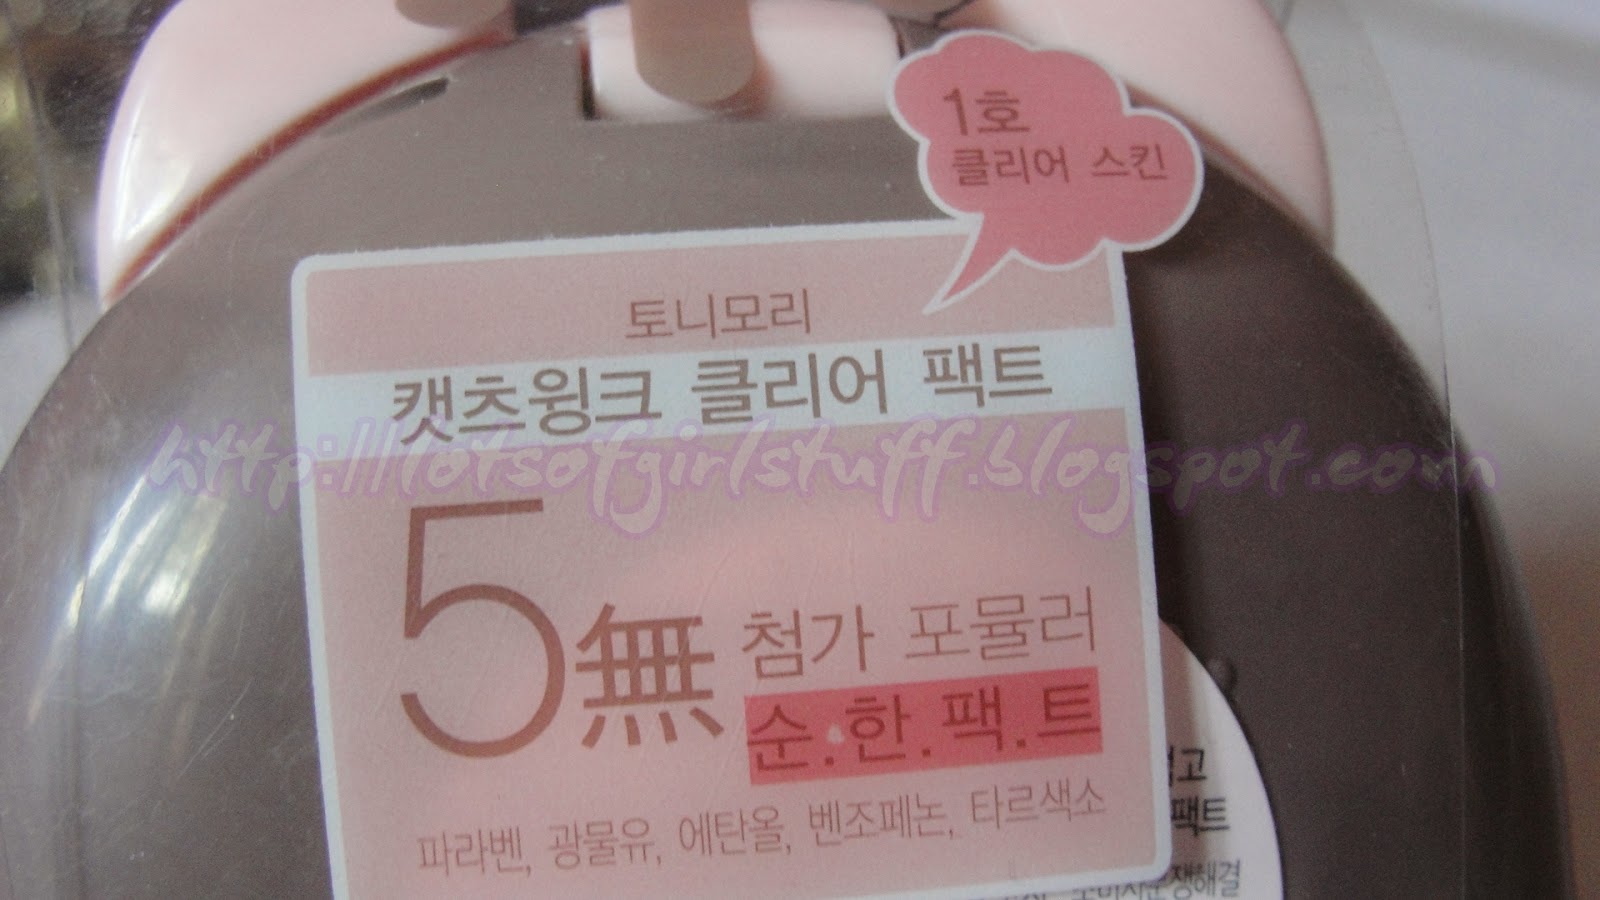 1호
클리어 스킨
토니모리
캣츠윙크 클리어 팩트
http://lotsofgirlstuff.blogspot.com
5無 첨가 포뮬러
순.한.팩.트
파라벤, 광물유, 에탄올, 벤조페논, 타르색소
팩트